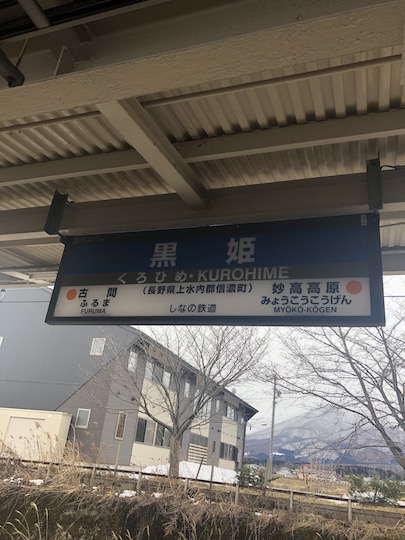 黒姫
くろひめ・KUROHIME
(長野県上水内郡信濃町)
古間
ふるま
FURUMA
しなの鉄道
妙高高原
みょうこうこうげん
MYŌKŌ-KŌGEN